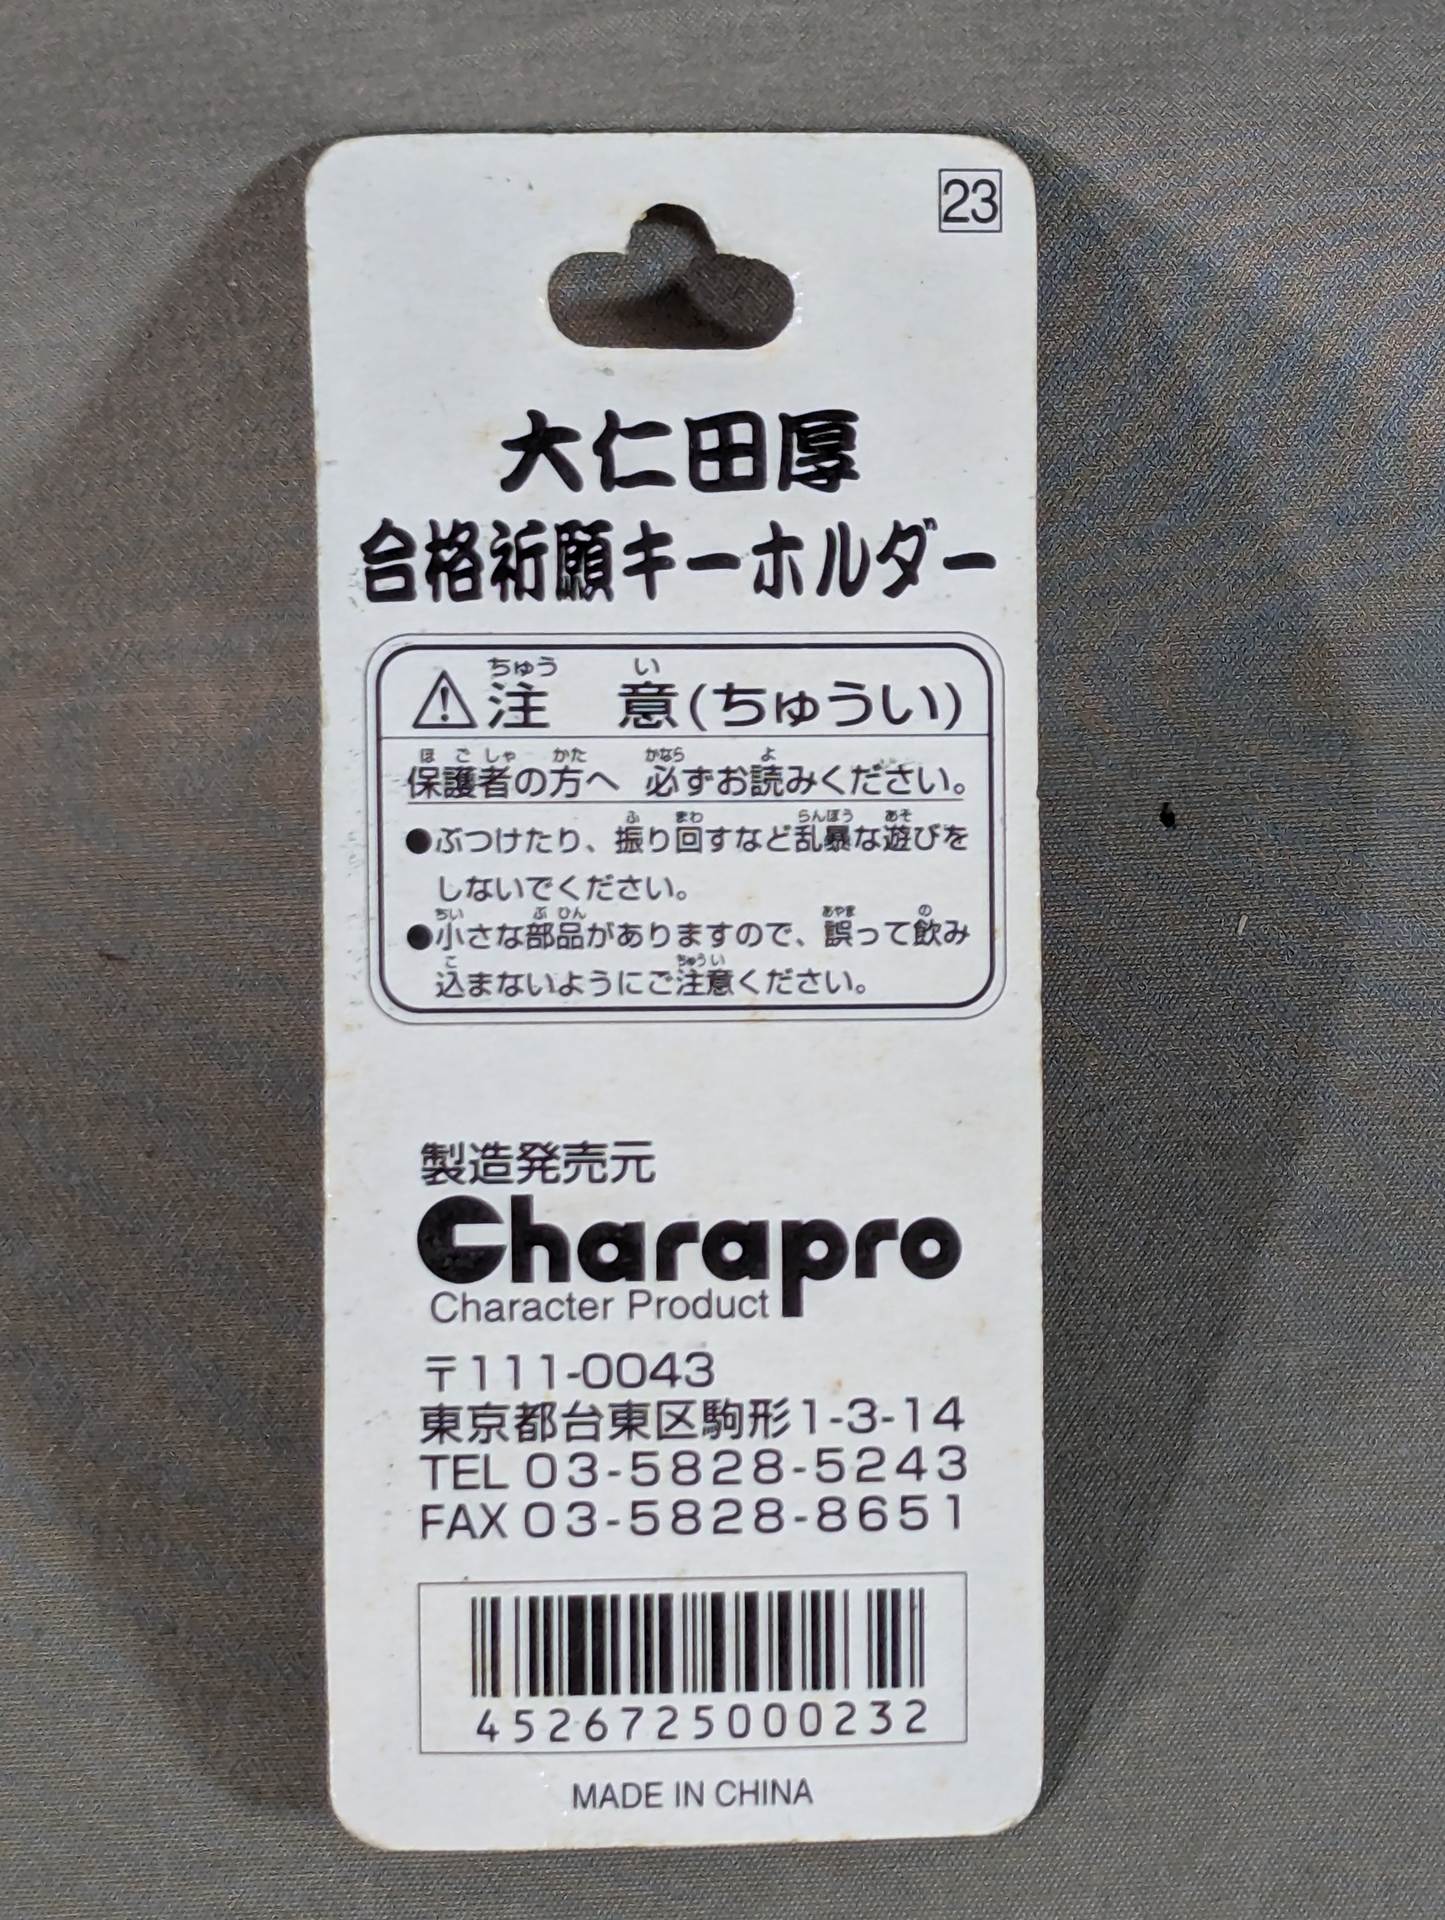 23
大仁田厚
合格祈願キーホルダー
ちゅう い
⚠注 意(ちゅうい)
ほ ご しゃ かた かなら よ
保護者の方へ 必ずお読みください。
ふ まわ らんぼう あそ
●ぶつけたり、振り回すなど乱暴な遊びを
しないでください。
ちい ぶ ひん あやま の
●小さな部品がありますので、誤って飲み
こ ちゅう い
込まないようにご注意ください。
製造発売元
Charapro
Character Product
〒111-0043
東京都台東区駒形1-3-14
TEL 03-5828-5243
FAX 03-5828-8651
4526725000232
MADE IN CHINA